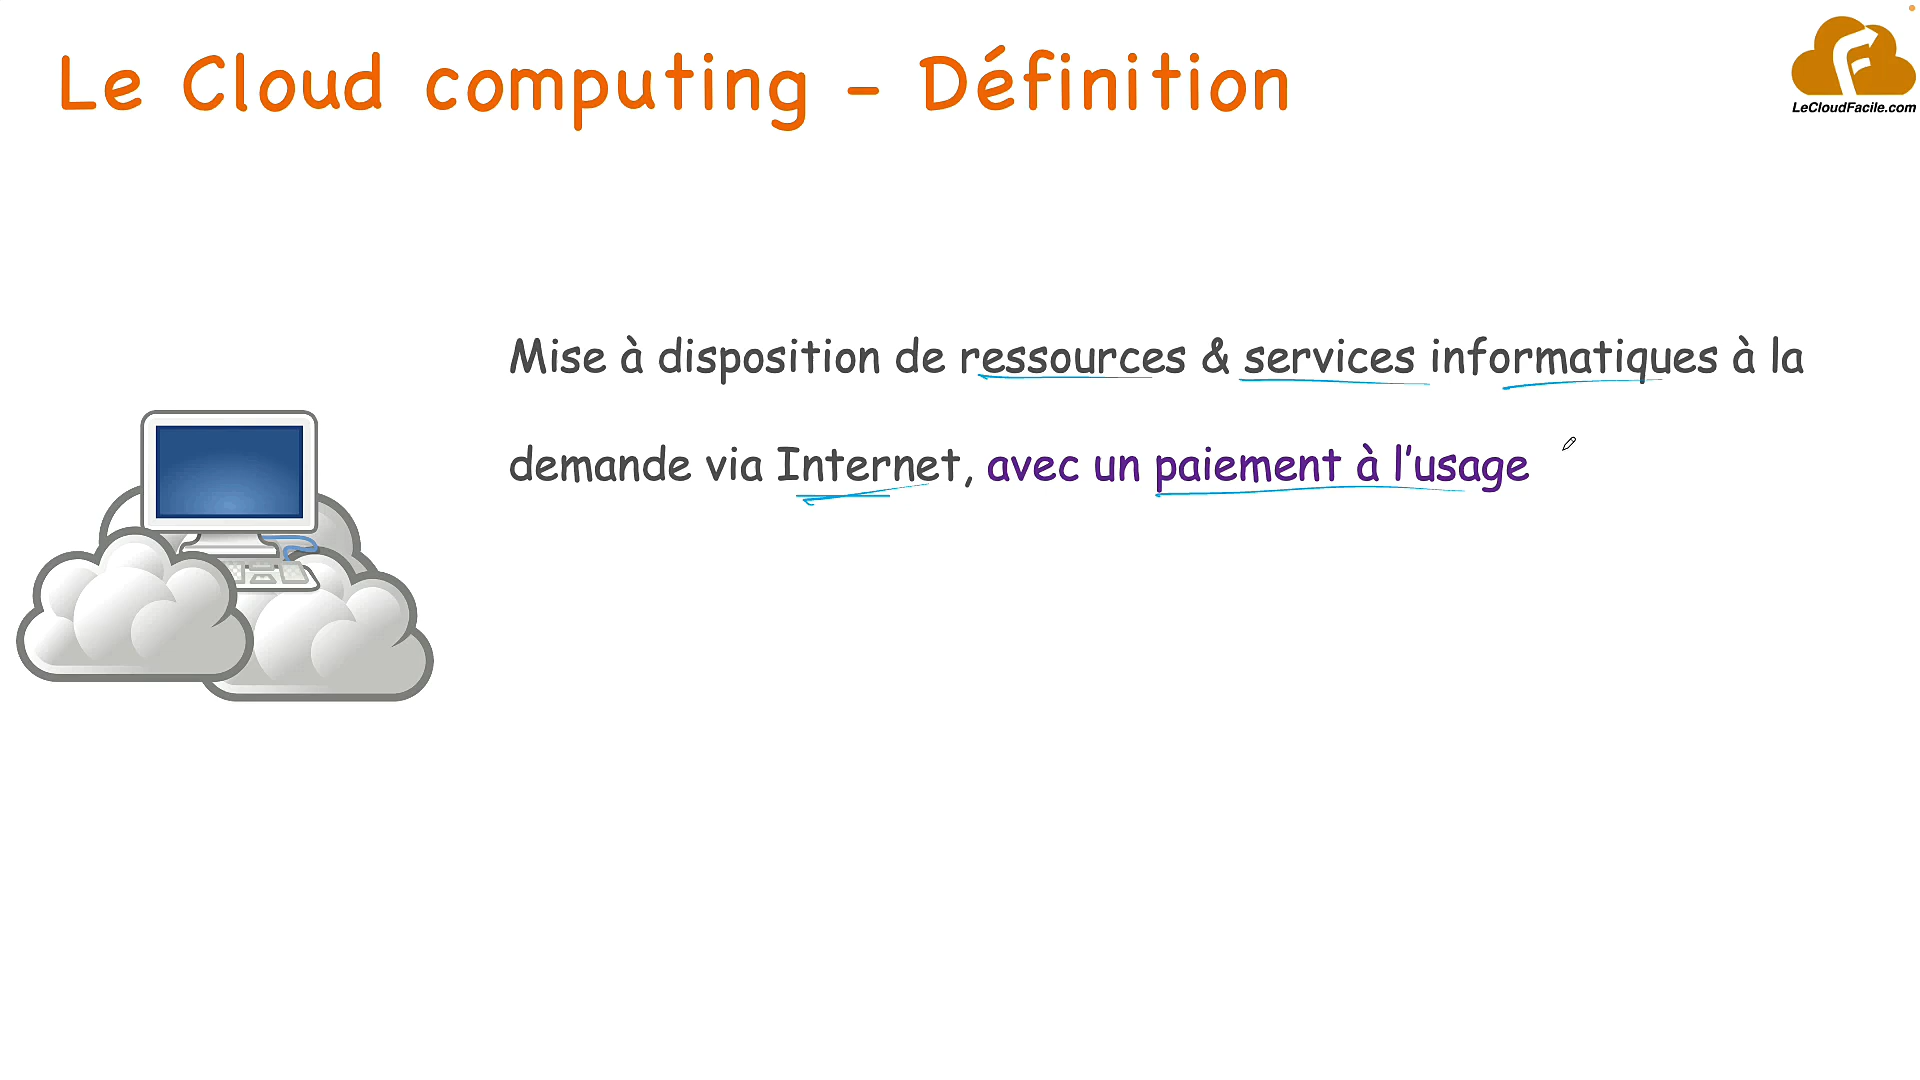 Le Cloud computing - Définition
LeCloudFacile.com
Mise à disposition de ressources & services informatiques à la
demande via Internet, avec un paiement à l'usage